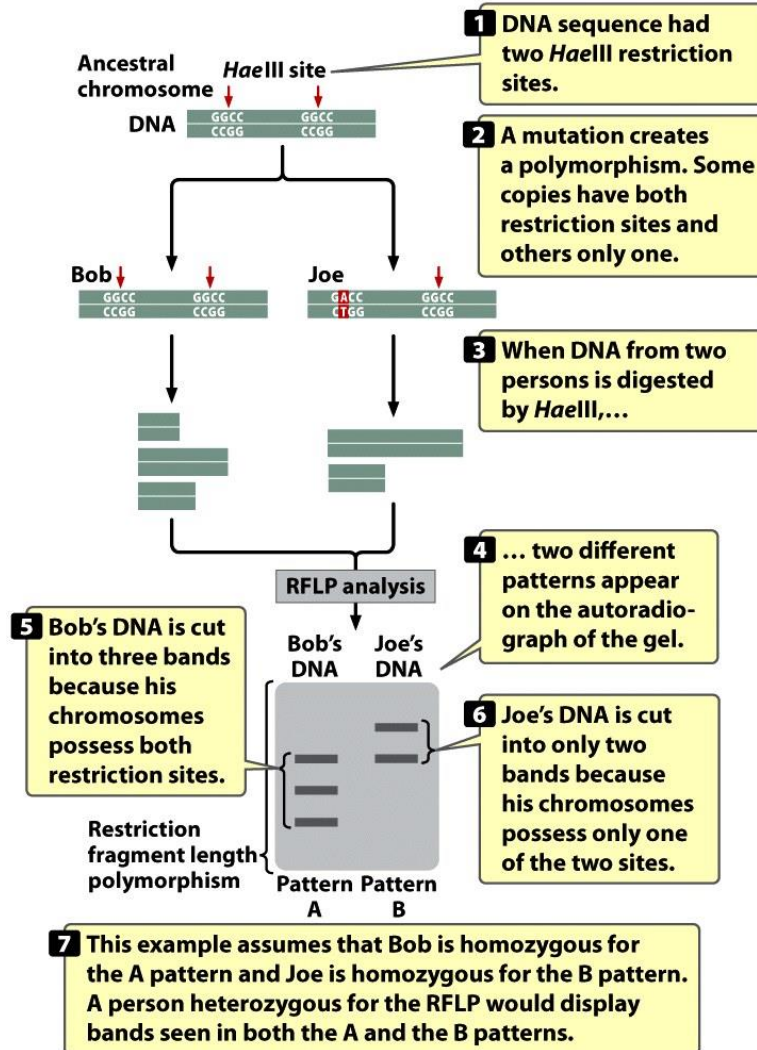 1 DNA sequence had
two HaeIII restriction
sites.
Ancestral
chromosome
HaeIII site
DNA
GGCC GGCC
CCGG CCGG
2 A mutation creates
a polymorphism. Some
copies have both
restriction sites and
others only one.
Bob
GGCC GGCC
CCGG CCGG
Joe
GACC GGCC
CTGG CCGG
3 When DNA from two
persons is digested
by HaeIII,...
RFLP analysis
4 ... two different
patterns appear
on the autoradio-
graph of the gel.
5 Bob's DNA is cut
into three bands
because his
chromosomes
possess both
restriction sites.
Bob's
DNA
Joe's
DNA
6 Joe's DNA is cut
into only two
bands because
his chromosomes
possess only one
of the two sites.
Restriction
fragment length
polymorphism
Pattern
A
Pattern
B
7 This example assumes that Bob is homozygous for
the A pattern and Joe is homozygous for the B pattern.
A person heterozygous for the RFLP would display
bands seen in both the A and the B patterns.